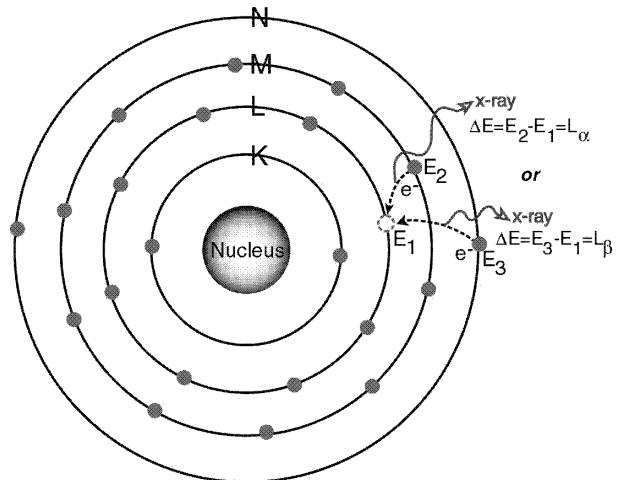 N
M
L
K
Nucleus
x-ray
ΔE=E₂-E₁=Lα
or
x-ray
ΔE=E₃-E₁=Lβ
E₂
e⁻
E₁
e⁻
E₃